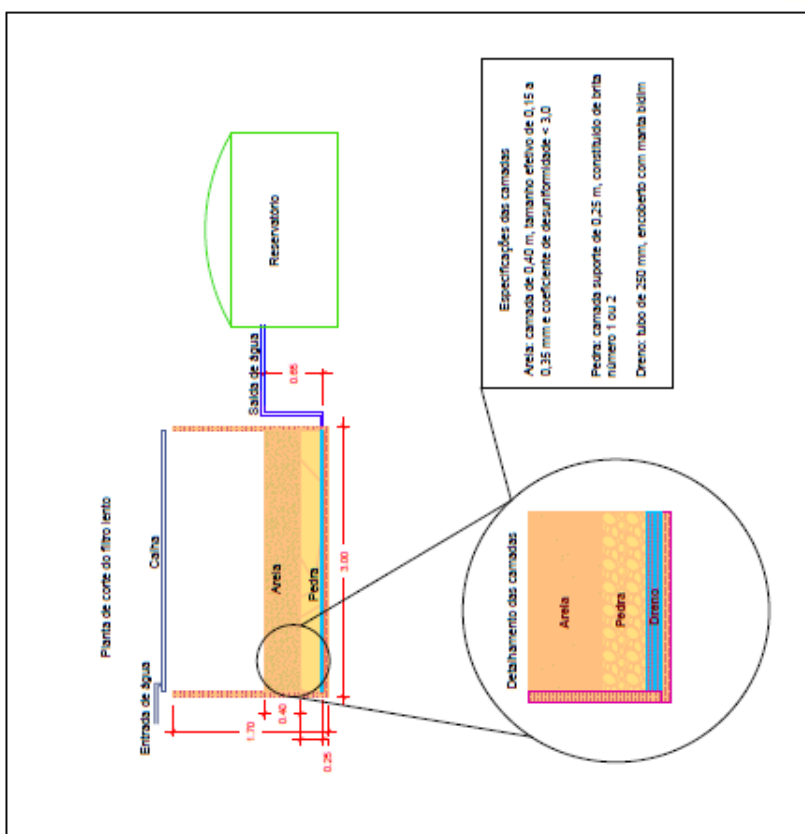 Planta de corte do filtro lento
Entrada de água
Calha
Saída de água
Reservatório
Areia
Pedra
1.70
0.40
0.25
0.65
3.00
Detalhamento das camadas
Areia
Pedra
Dreno
Especificações das camadas
Areia: camada de 0,40 m, tamanho efetivo de 0,15 a
0,35 mm e coeficiente de desuniformidade < 3,0
Pedra: camada suporte de 0,25 m, constituído de brita
número 1 ou 2
Dreno: tubo de 250 mm, encoberto com manta bidim